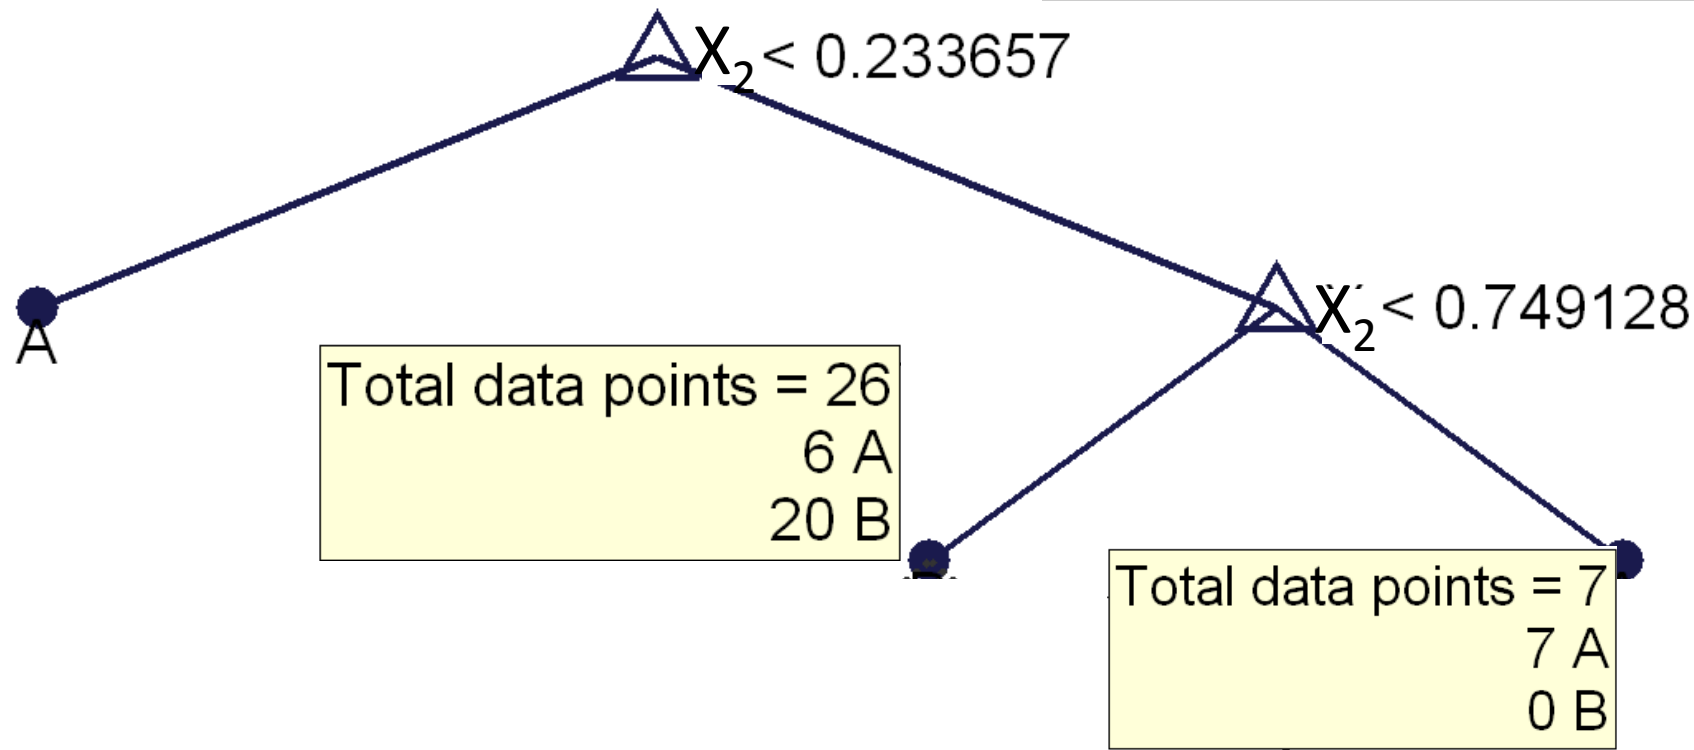 X₂ < 0.233657
A
X₂ < 0.749128
Total data points = 26
6 A
20 B
Total data points = 7
7 A
0 B